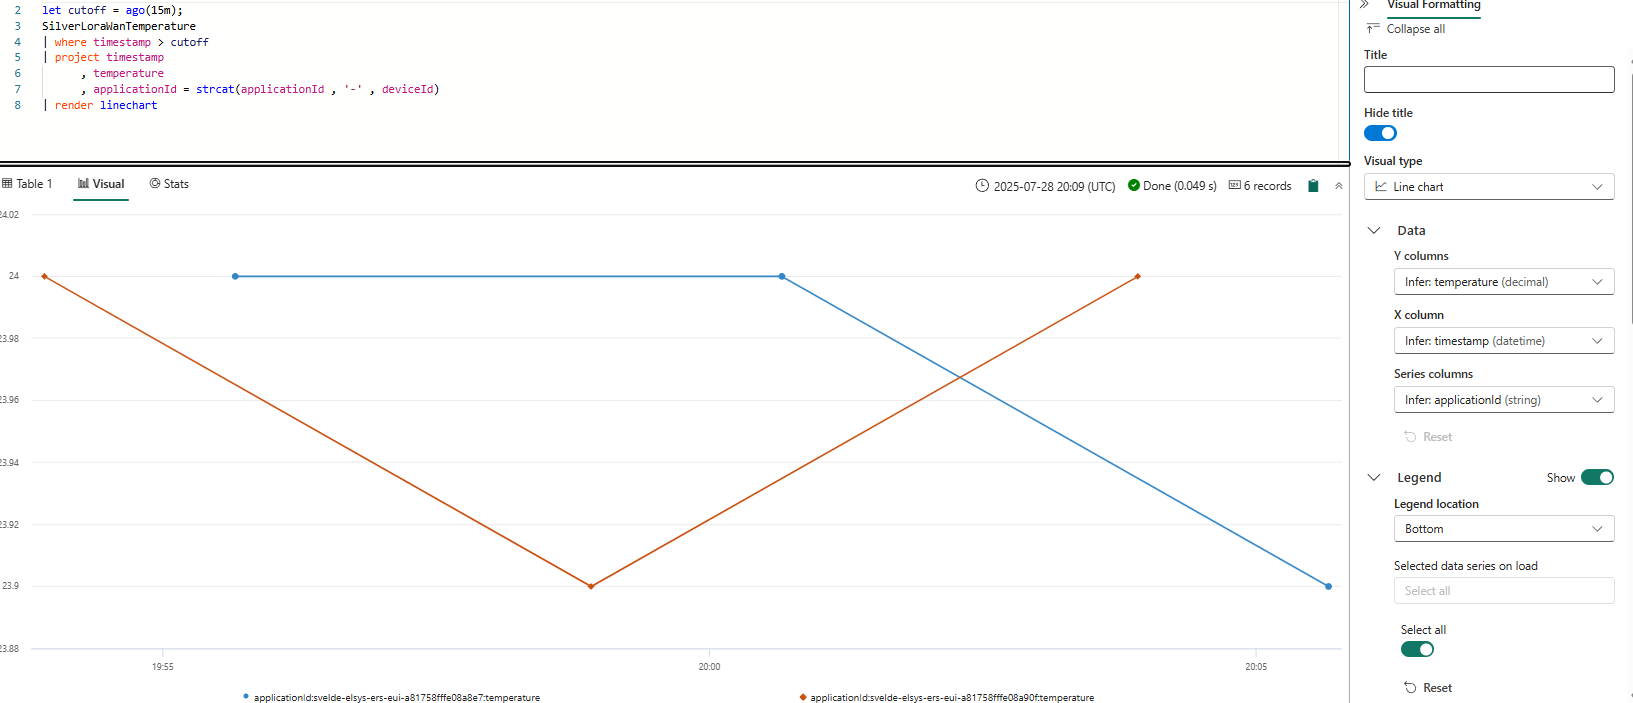 2 let cutoff = ago(15m);
3 SilverLoraWanTemperature
4 | where timestamp > cutoff
5 | project timestamp
6 , temperature
7 , applicationId = strcat(applicationId , '-' , deviceId)
8 | render linechart
Table 1 Visual Stats
2025-07-28 20:09 (UTC) Done (0.049 s) 6 records
24.02
24
23.98
23.96
23.94
23.92
23.9
23.88
19:55 20:00 20:05
applicationId:svelde-elsys-ers-eui-a81758fffe08a8e7:temperature applicationId:svelde-elsys-ers-eui-a81758fffe08a90f:temperature
Visual Formatting
Collapse all
Title
Hide title
Visual type
Line chart
Data
Y columns
Infer: temperature (decimal)
X column
Infer: timestamp (datetime)
Series columns
Infer: applicationId (string)
Reset
Legend Show
Legend location
Bottom
Selected data series on load
Select all
Select all
Reset